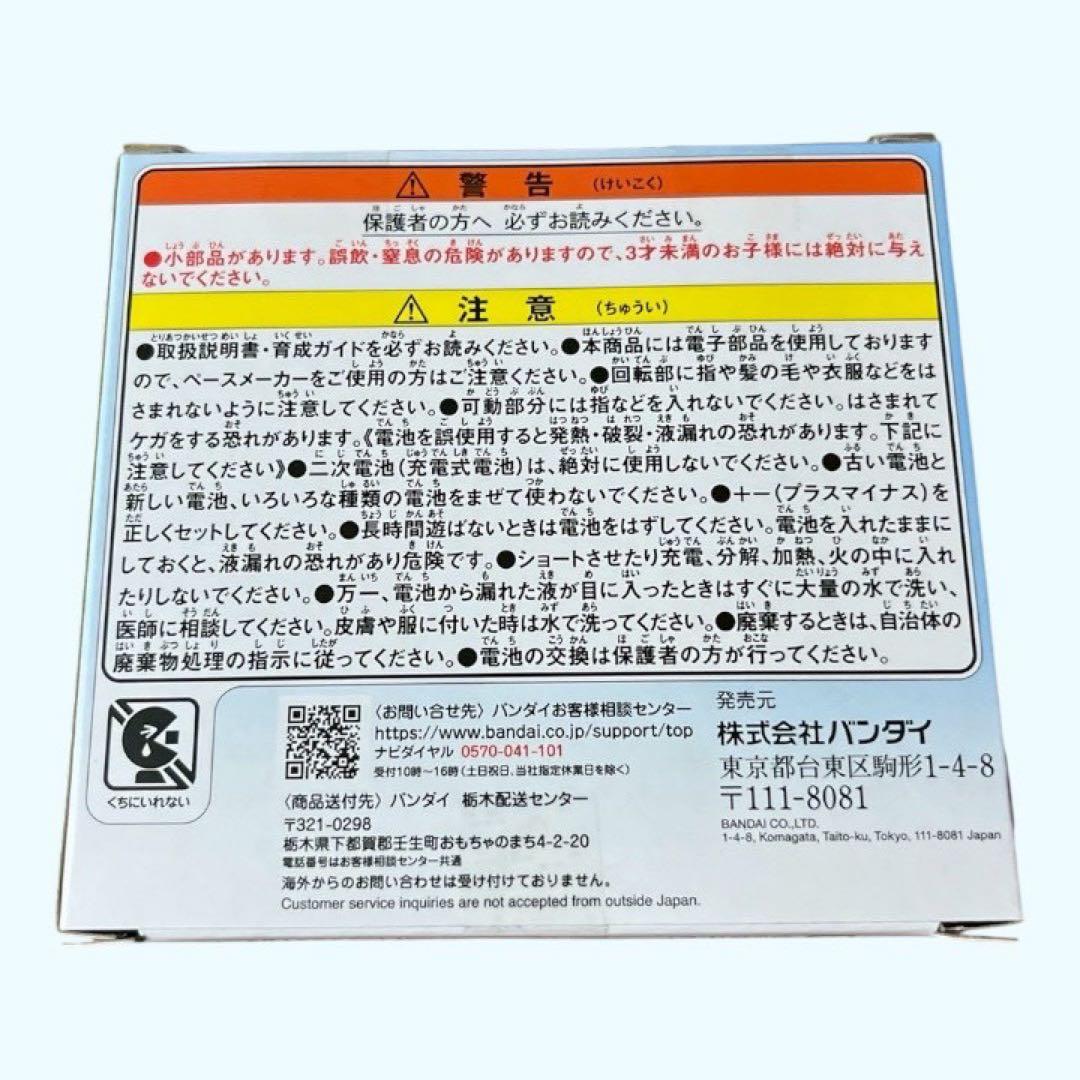 ⚠ 警告 (けいこく)
保護者の方へ 必ずお読みください。
●小部品があります。誤飲・窒息の危険がありますので、3才未満のお子様には絶対に与え
ないでください。
⚠ 注意 (ちゅうい)
●取扱説明書・育成ガイドを必ずお読みください。●本商品には電子部品を使用しております
ので、ペースメーカーをご使用の方はご注意ください。●回転部に指や髪の毛や衣服などをは
さまれないように注意してください。●可動部分には指などを入れないでください。はさまれて
ケガをする恐れがあります。《電池を誤使用すると発熱・破裂・液漏れの恐れがあります。下記に
注意してください》●二次電池(充電式電池)は、絶対に使用しないでください。●古い電池と
新しい電池、いろいろな種類の電池をまぜて使わないでください。●+−(プラスマイナス)を
正しくセットしてください。●長時間遊ばないときは電池をはずしてください。電池を入れたままに
しておくと、液漏れの恐れがあり危険です。●ショートさせたり充電、分解、加熱、火の中に入れ
たりしないでください。●万一、電池から漏れた液が目に入ったときはすぐに大量の水で洗い、
医師に相談してください。皮膚や服に付いた時は水で洗ってください。●廃棄するときは、自治体の
廃棄物処理の指示に従ってください。●電池の交換は保護者の方が行ってください。
くちにいれない
〈お問い合せ先〉バンダイお客様相談センター
https://www.bandai.co.jp/support/top
ナビダイヤル 0570-041-101
受付10時〜16時(土日祝日、当社指定休業日を除く)
〈商品送付先〉バンダイ 栃木配送センター
〒321-0298
栃木県下都賀郡壬生町おもちゃのまち4-2-20
電話番号はお客様相談センター共通
海外からのお問い合わせは受け付けておりません。
Customer service inquiries are not accepted from outside Japan.
発売元
株式会社バンダイ
東京都台東区駒形1-4-8
〒111-8081
BANDAI CO.,LTD.
1-4-8, Komagata, Taito-ku, Tokyo, 111-8081 Japan